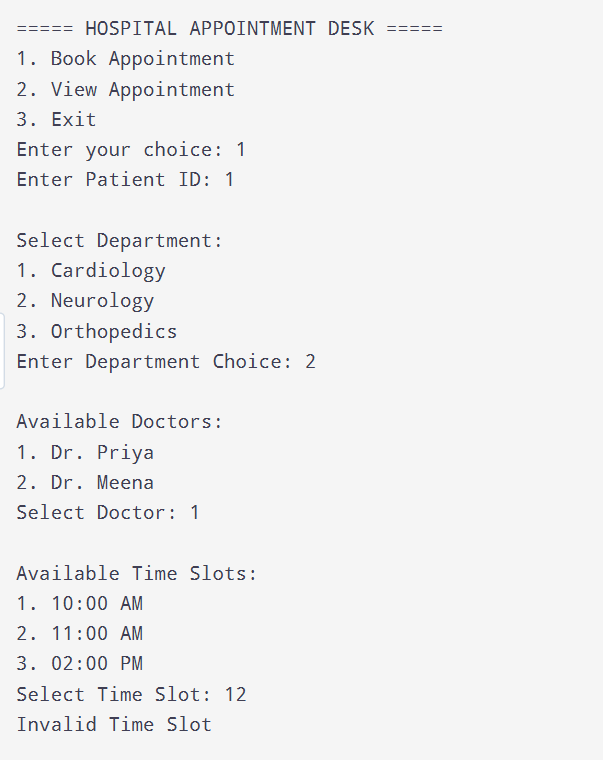 ===== HOSPITAL APPOINTMENT DESK =====
1. Book Appointment
2. View Appointment
3. Exit
Enter your choice: 1
Enter Patient ID: 1
Select Department:
1. Cardiology
2. Neurology
3. Orthopedics
Enter Department Choice: 2
Available Doctors:
1. Dr. Priya
2. Dr. Meena
Select Doctor: 1
Available Time Slots:
1. 10:00 AM
2. 11:00 AM
3. 02:00 PM
Select Time Slot: 12
Invalid Time Slot